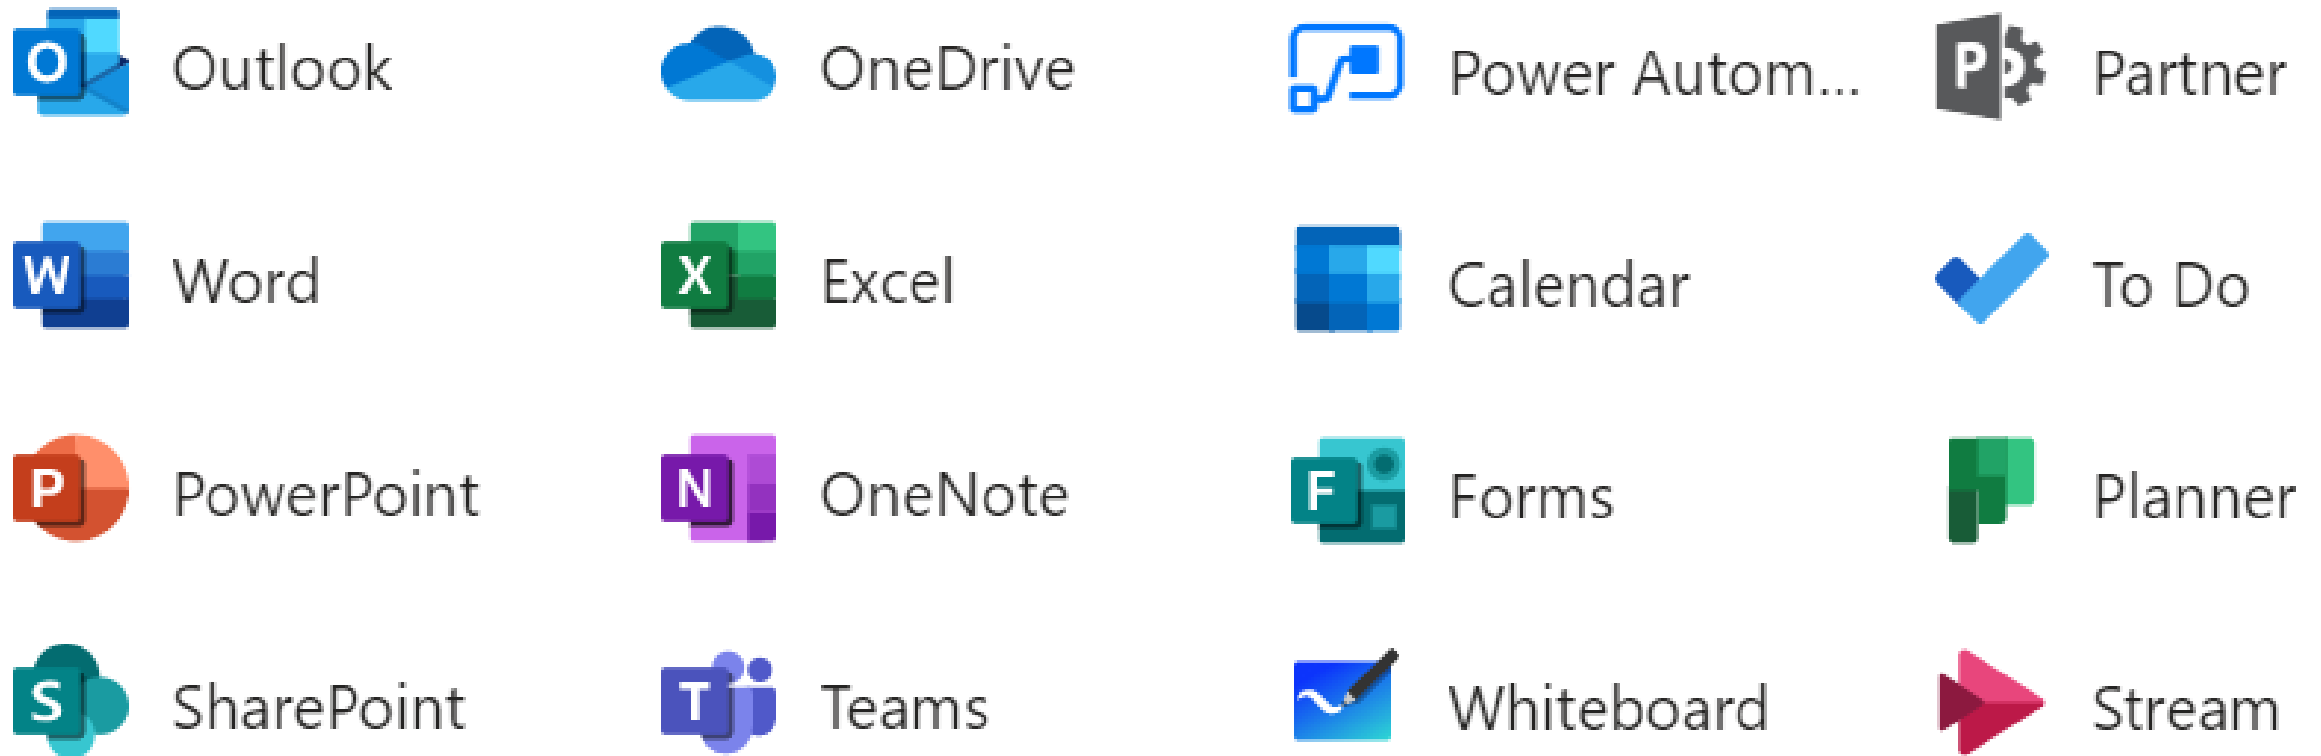 O Outlook
OneDrive
Power Autom...
P Partner
W Word
X Excel
Calendar
To Do
P PowerPoint
N OneNote
F Forms
Planner
S SharePoint
T Teams
Whiteboard
Stream